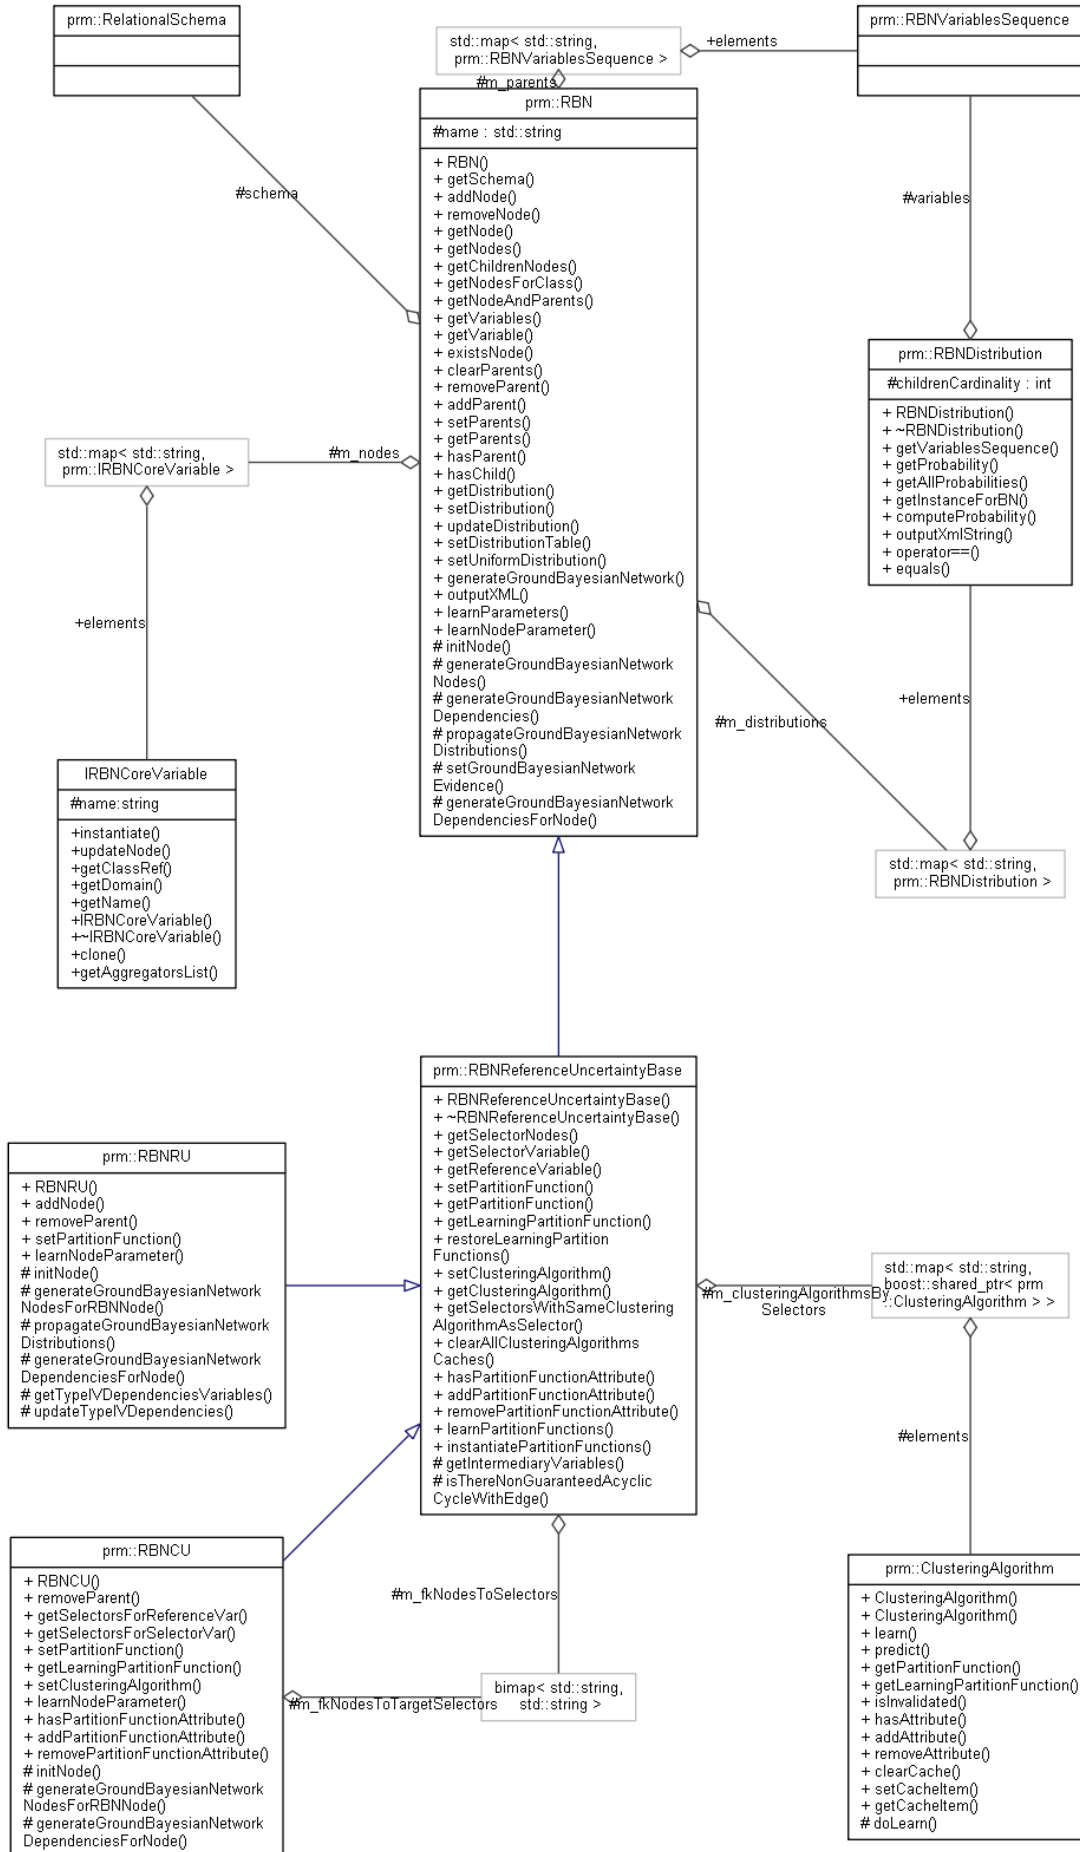 prm::RelationalSchema
std::map< std::string,
prm::RBNVariablesSequence >
+elements
prm::RBNVariablesSequence
#m_parents
prm::RBN
#name : std::string
+ RBN()
+ getSchema()
+ addNode()
+ removeNode()
+ getNode()
+ getNodes()
+ getChildrenNodes()
+ getNodesForClass()
+ getNodeAndParents()
+ getVariables()
+ getVariable()
+ existsNode()
+ clearParents()
+ removeParent()
+ addParent()
+ setParents()
+ getParents()
+ hasParent()
+ hasChild()
+ getDistribution()
+ setDistribution()
+ updateDistribution()
+ setDistributionTable()
+ setUniformDistribution()
+ generateGroundBayesianNetwork()
+ outputXML()
+ learnParameters()
+ learnNodeParameter()
# initNode()
# generateGroundBayesianNetwork
Nodes()
# generateGroundBayesianNetwork
Dependencies()
# propagateGroundBayesianNetwork
Distributions()
# setGroundBayesianNetwork
Evidence()
# generateGroundBayesianNetwork
DependenciesForNode()
#schema
#variables
prm::RBNDistribution
#childrenCardinality : int
+ RBNDistribution()
+ ~RBNDistribution()
+ getVariablesSequence()
+ getProbability()
+ getAllProbabilities()
+ getInstanceForBN()
+ computeProbability()
+ outputXmlString()
+ operator==()
+ equals()
std::map< std::string,
prm::IRBNCoreVariable >
#m_nodes
+elements
IRBNCoreVariable
#name:string
+instantiate()
+updateNode()
+getClassRef()
+getDomain()
+getName()
+IRBNCoreVariable()
+~IRBNCoreVariable()
+clone()
+getAggregatorsList()
+elements
#m_distributions
std::map< std::string,
prm::RBNDistribution >
prm::RBNReferenceUncertaintyBase
+ RBNReferenceUncertaintyBase()
+ ~RBNReferenceUncertaintyBase()
+ getSelectorNodes()
+ getSelectorVariable()
+ getReferenceVariable()
+ setPartitionFunction()
+ getPartitionFunction()
+ getLearningPartitionFunction()
+ restoreLearningPartition
Functions()
+ setClusteringAlgorithm()
+ getClusteringAlgorithm()
+ getSelectorsWithSameClustering
AlgorithmAsSelector()
+ clearAllClusteringAlgorithms
Caches()
+ hasPartitionFunctionAttribute()
+ addPartitionFunctionAttribute()
+ removePartitionFunctionAttribute()
+ learnPartitionFunctions()
+ instantiatePartitionFunctions()
# getIntermediaryVariables()
# isThereNonGuaranteedAcyclic
CycleWithEdge()
prm::RBNRU
+ RBNRU()
+ addNode()
+ removeParent()
+ setPartitionFunction()
+ learnNodeParameter()
# initNode()
# generateGroundBayesianNetwork
NodesForRBNNode()
# propagateGroundBayesianNetwork
Distributions()
# generateGroundBayesianNetwork
DependenciesForNode()
# getTypeIVDependenciesVariables()
# updateTypeIVDependencies()
std::map< std::string,
boost::shared_ptr< prm
::ClusteringAlgorithm > >
#m_clusteringAlgorithmsBy
Selectors
#elements
prm::RBNCU
+ RBNCU()
+ removeParent()
+ getSelectorsForReferenceVar()
+ getSelectorsForSelectorVar()
+ setPartitionFunction()
+ getLearningPartitionFunction()
+ setClusteringAlgorithm()
+ learnNodeParameter()
+ hasPartitionFunctionAttribute()
+ addPartitionFunctionAttribute()
+ removePartitionFunctionAttribute()
# initNode()
# generateGroundBayesianNetwork
NodesForRBNNode()
# generateGroundBayesianNetwork
DependenciesForNode()
#m_fkNodesToSelectors
#m_fkNodesToTargetSelectors
bimap< std::string,
std::string >
prm::ClusteringAlgorithm
+ ClusteringAlgorithm()
+ ClusteringAlgorithm()
+ learn()
+ predict()
+ getPartitionFunction()
+ getLearningPartitionFunction()
+ isInvalidated()
+ hasAttribute()
+ addAttribute()
+ removeAttribute()
+ clearCache()
+ setCacheItem()
+ getCacheItem()
# doLearn()